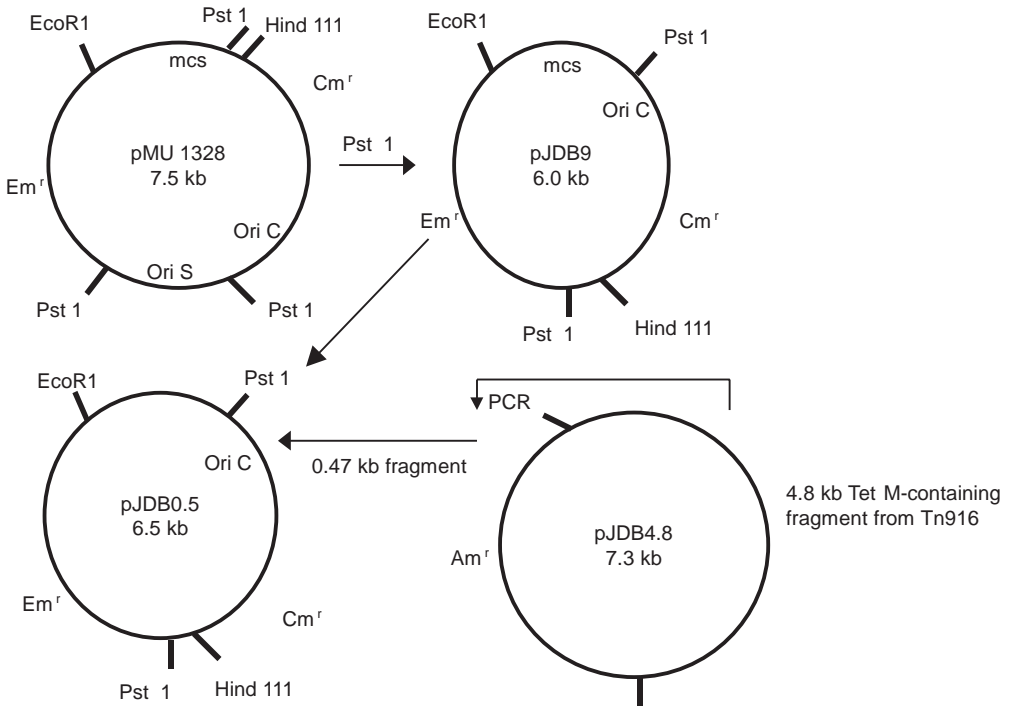 EcoR1
Pst 1
Hind 111
mcs
Cm r
pMU 1328
7.5 kb
Em r
Ori C
Ori S
Pst 1
Pst 1
Pst 1
EcoR1
Pst 1
mcs
Ori C
pJDB9
6.0 kb
Em r
Cm r
Pst 1
Hind 111
EcoR1
Pst 1
Ori C
pJDB0.5
6.5 kb
Em r
Cm r
Pst 1
Hind 111
0.47 kb fragment
PCR
pJDB4.8
7.3 kb
Am r
4.8 kb Tet M-containing
fragment from Tn916